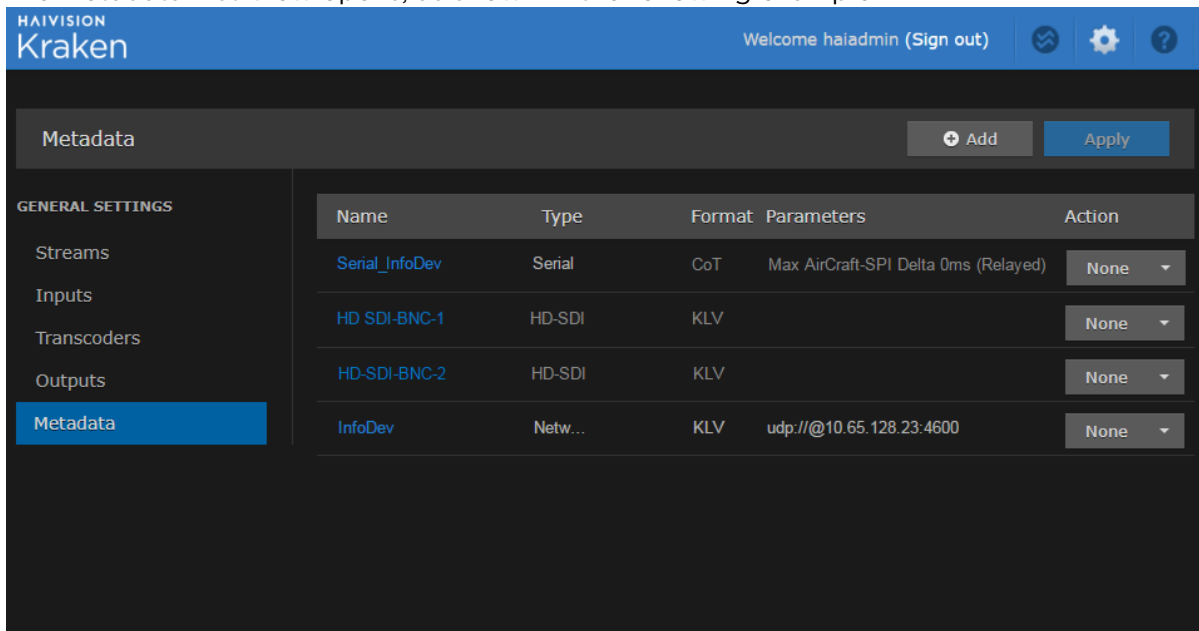 HAIVISION
Kraken
Welcome haiadmin (Sign out)
Metadata
Add
Apply
GENERAL SETTINGS
Streams
Inputs
Transcoders
Outputs
Metadata
Name Type Format Parameters Action
Serial_InfoDev Serial CoT Max AirCraft-SPI Delta 0ms (Relayed) None
HD SDI-BNC-1 HD-SDI KLV None
HD-SDI-BNC-2 HD-SDI KLV None
InfoDev Netw... KLV udp://@10.65.128.23:4600 None